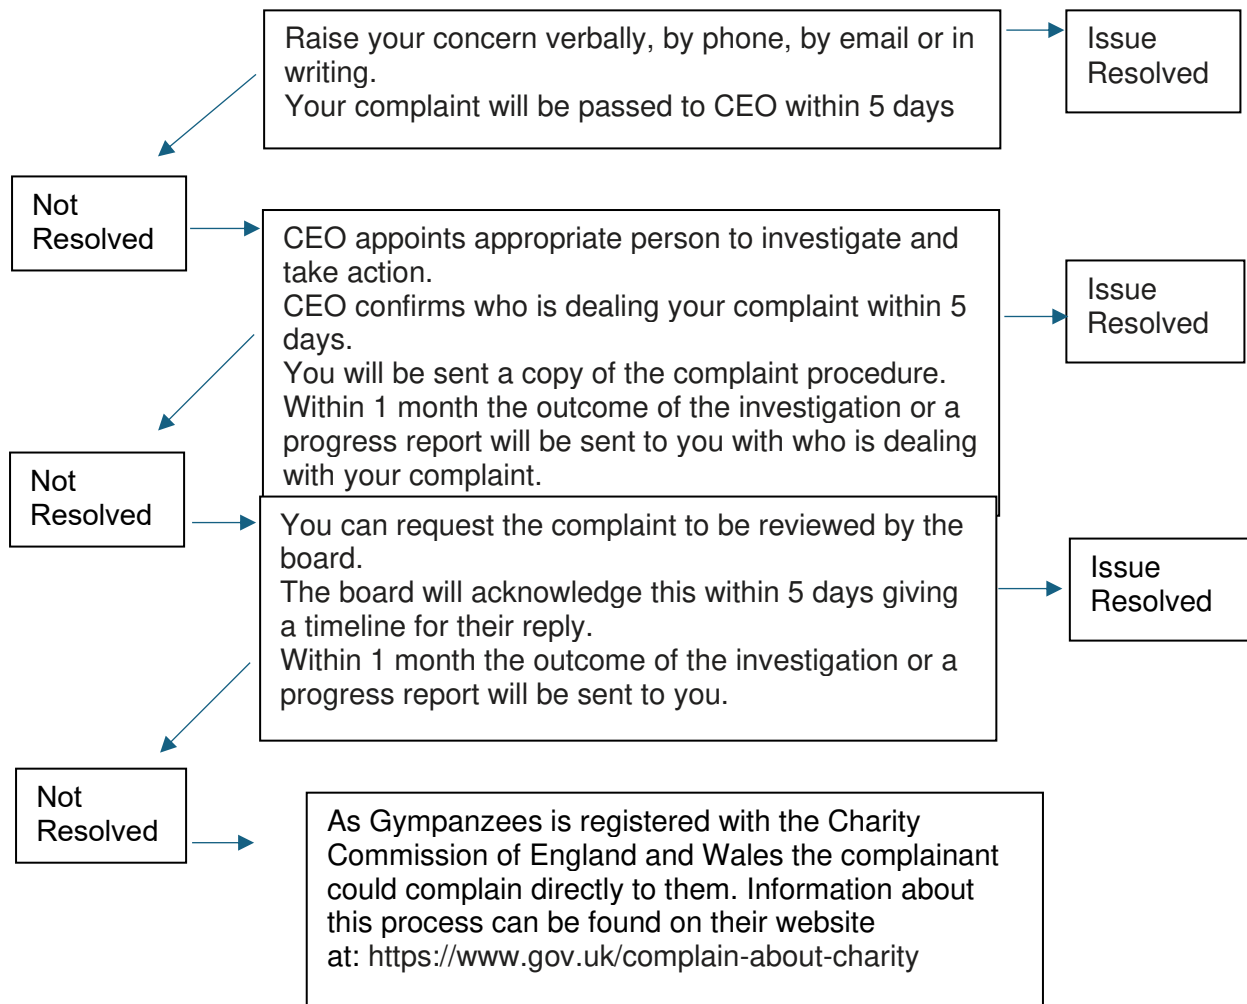 Raise your concern verbally, by phone, by email or in
writing.
Your complaint will be passed to CEO within 5 days
Issue
Resolved
Not
Resolved
CEO appoints appropriate person to investigate and
take action.
CEO confirms who is dealing your complaint within 5
days.
You will be sent a copy of the complaint procedure.
Within 1 month the outcome of the investigation or a
progress report will be sent to you with who is dealing
with your complaint.
Issue
Resolved
Not
Resolved
You can request the complaint to be reviewed by the
board.
The board will acknowledge this within 5 days giving
a timeline for their reply.
Within 1 month the outcome of the investigation or a
progress report will be sent to you.
Issue
Resolved
Not
Resolved
As Gympanzees is registered with the Charity
Commission of England and Wales the complainant
could complain directly to them. Information about
this process can be found on their website
at: https://www.gov.uk/complain-about-charity